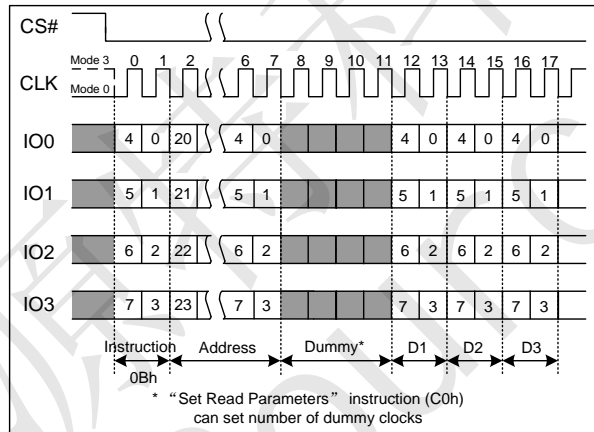 CS#
Mode 3 0 1 2 6 7 8 9 10 11 12 13 14 15 16 17
CLK
Mode 0
IO0 4 0 20 4 0 4 0 4 0 4 0
IO1 5 1 21 5 1 5 1 5 1 5 1
IO2 6 2 22 6 2 6 2 6 2 6 2
IO3 7 3 23 7 3 7 3 7 3 7 3
Instruction Address Dummy* D1 D2 D3
0Bh
* “Set Read Parameters” instruction (C0h)
can set number of dummy clocks